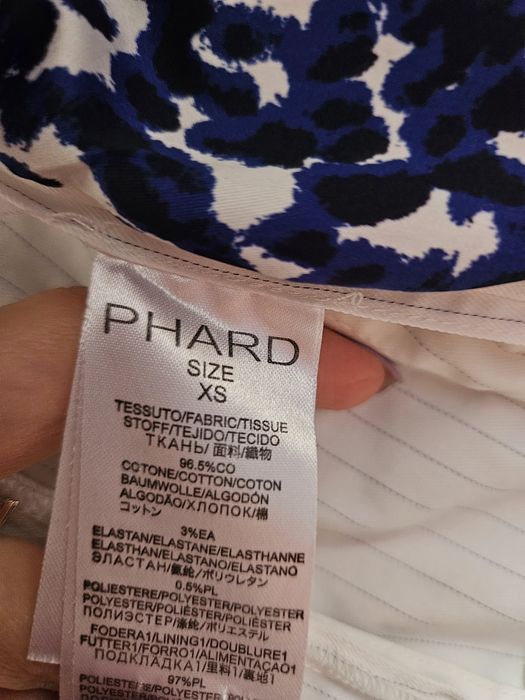 PHARD
SIZE
XS
TESSUTO/FABRIC/TISSUE
STOFF/TEJIDO/TECIDO
ТКАНЬ/面料/織物
96.5%CO
COTONE/COTTON/COTON
BAUMWOLLE/ALGODÓN
ALGODÃO/ХЛОПОК/棉
コットン
3%EA
ELASTAN/ELASTANE/ELASTHANNE
ELASTHAN/ELASTANO/ELASTANO
ЭЛАСТАН/氨纶/ポリウレタン
0.5%PL
POLIESTERE/POLYESTER/POLYESTER
POLYESTER/POLIÉSTER/POLIÉSTER
ПОЛИЭСТЕР/涤纶/ポリエステル
FODERA1/LINING1/DOUBLURE1
FUTTER1/FORRO1/ALIMENTAÇÃO1
ПОДКЛАДКА1/里料1/裏地1
97%PL
POLIESTERE/POLYESTER/POLYESTER